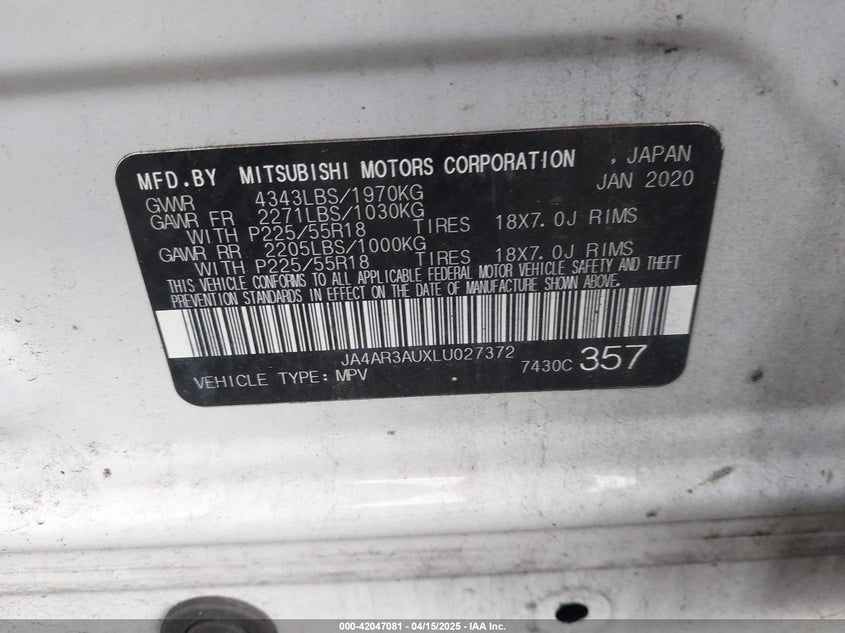 MFD.BY MITSUBISHI MOTORS CORPORATION , JAPAN
GVWR 4343LBS/1970KG JAN 2020
GAWR FR 2271LBS/1030KG
WITH P225/55R18 TIRES 18X7.0J RIMS
GAWR RR 2205LBS/1000KG
WITH P225/55R18 TIRES 18X7.0J RIMS
THIS VEHICLE CONFORMS TO ALL APPLICABLE FEDERAL MOTOR VEHICLE SAFETY AND THEFT
PREVENTION STANDARDS IN EFFECT ON THE DATE OF MANUFACTURE SHOWN ABOVE.
JA4AR3AUXLU027372
VEHICLE TYPE: MPV 7430C 357
000-42047081 - 04/15/2025 - IAA Inc.